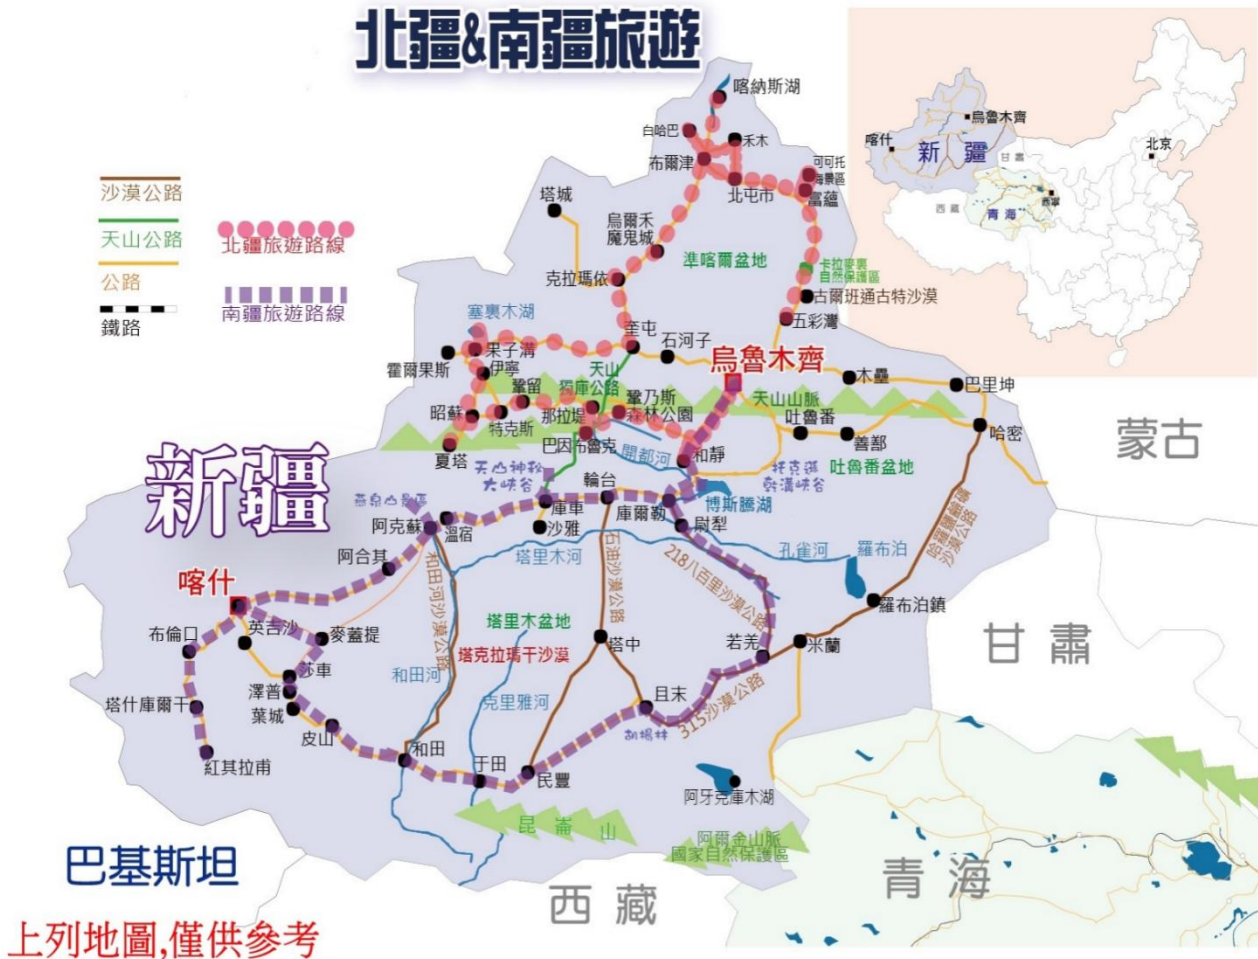 北疆&南疆旅遊
沙漠公路
天山公路
公路
鐵路
北疆旅遊路線
南疆旅遊路線
喀納斯湖
白哈巴
禾木
布爾津
可可托
海景區
北屯市
富蘊
塔城
烏爾禾
魔鬼城
準喀爾盆地
卡拉麥裏
自然保護區
克拉瑪依
古爾班通古特沙漠
五彩灣
塞裏木湖
奎屯
石河子
果子溝
霍爾果斯
伊寧
天山
獨庫公路
烏魯木齊
木壘
巴里坤
鞏留
鞏乃斯
森林公園
天山山脈
昭蘇
特克斯
那拉堤
吐魯番
鄯善
哈密
夏塔
巴因布魯克
開都河
和靜
吐魯番盆地
天山神秘
大峽谷
托克遜
乾溝峽谷
新疆
輪台
庫車
沙雅
庫爾勒
博斯騰湖
尉犁
阿克蘇
溫宿
塔里木河
孔雀河
羅布泊
阿合其
石油沙漠公路
218八百里沙漠公路
和田河沙漠公路
羅布泊鎮
喀什
布倫口
英吉沙
麥蓋提
塔里木盆地
塔克拉瑪干沙漠
塔中
若羌
米蘭
莎車
澤普
葉城
和田河
克里雅河
且末
胡楊林
315沙漠公路
塔什庫爾干
皮山
紅其拉甫
和田
于田
民豐
阿牙克庫木湖
昆崙山
阿爾金山脈
國家自然保護區
蒙古
甘肅
青海
西藏
巴基斯坦
上列地圖,僅供參考
烏魯木齊
喀什
新疆
甘肅
北京
西藏
青海
西寧